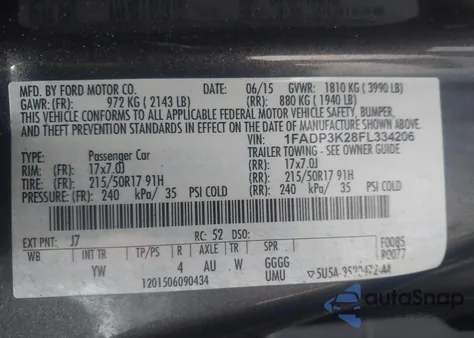 MFD. BY FORD MOTOR CO. DATE: 06/15 GVWR: 1810 KG ( 3990 LB)
GAWR: (FR): 972 KG ( 2143 LB) (RR): 880 KG ( 1940 LB)
THIS VEHICLE CONFORMS TO ALL APPLICABLE FEDERAL MOTOR VEHICLE SAFETY, BUMPER,
AND THEFT PREVENTION STANDARDS IN EFFECT ON THE DATE OF MANUFACTURE SHOWN ABOVE.
VIN: 1FADP3K28FL334206
TYPE: Passenger Car TRAILER TOWING - SEE OWNER GUIDE
RIM: (FR): 17x7.0J (RR): 17x7.0J
TIRE: (FR): 215/50R17 91H (RR): 215/50R17 91H
PRESSURE: (FR): 240 kPa/ 35 PSI COLD (RR): 240 kPa/ 35 PSI COLD
EXT PNT: J7 RC: 52 DSO: F0085
WB INT TR TP/PS R AXLE TR SPR R0077
YW 4 AU W GGGG
1201506090434 UMU 5U5A
autoSnap